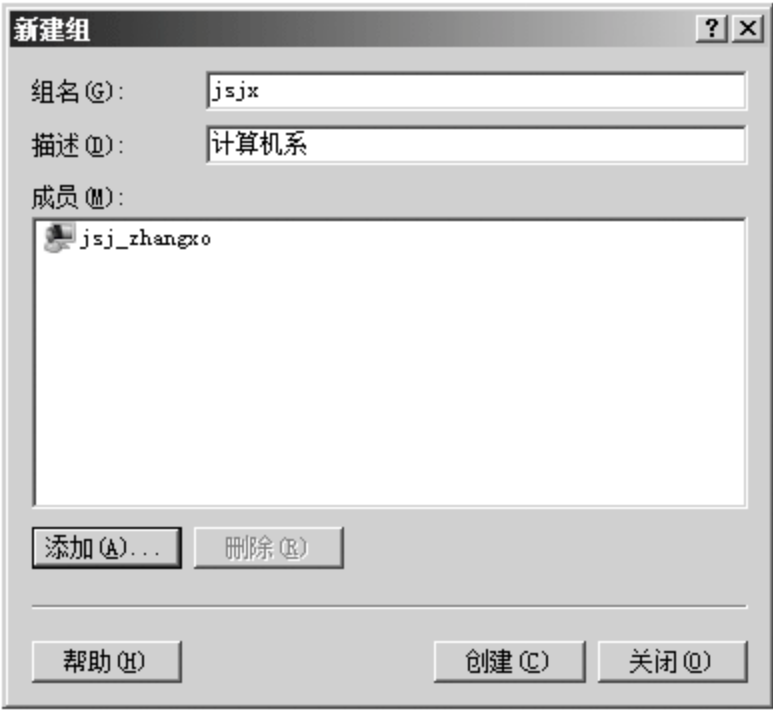 新建组
组名(G): jsjx
描述(D): 计算机系
成员(M):
jsj_zhangxo
添加(A)... 删除(R)
帮助(H) 创建(C) 关闭(O)